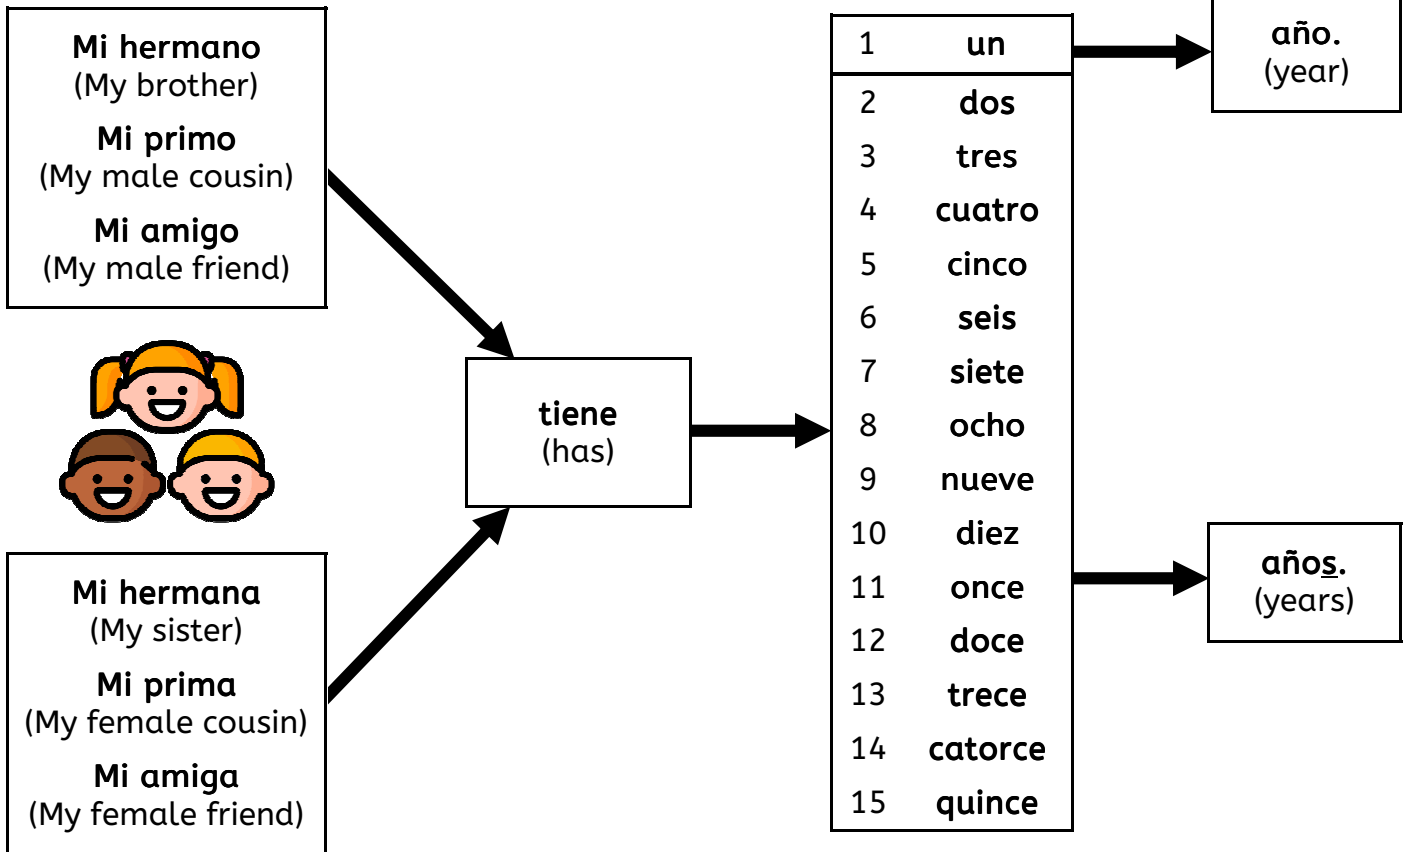 Mi hermano
(My brother)
Mi primo
(My male cousin)
Mi amigo
(My male friend)
Mi hermana
(My sister)
Mi prima
(My female cousin)
Mi amiga
(My female friend)
tiene
(has)
1 un
2 dos
3 tres
4 cuatro
5 cinco
6 seis
7 siete
8 ocho
9 nueve
10 diez
11 once
12 doce
13 trece
14 catorce
15 quince
año.
(year)
años.
(years)